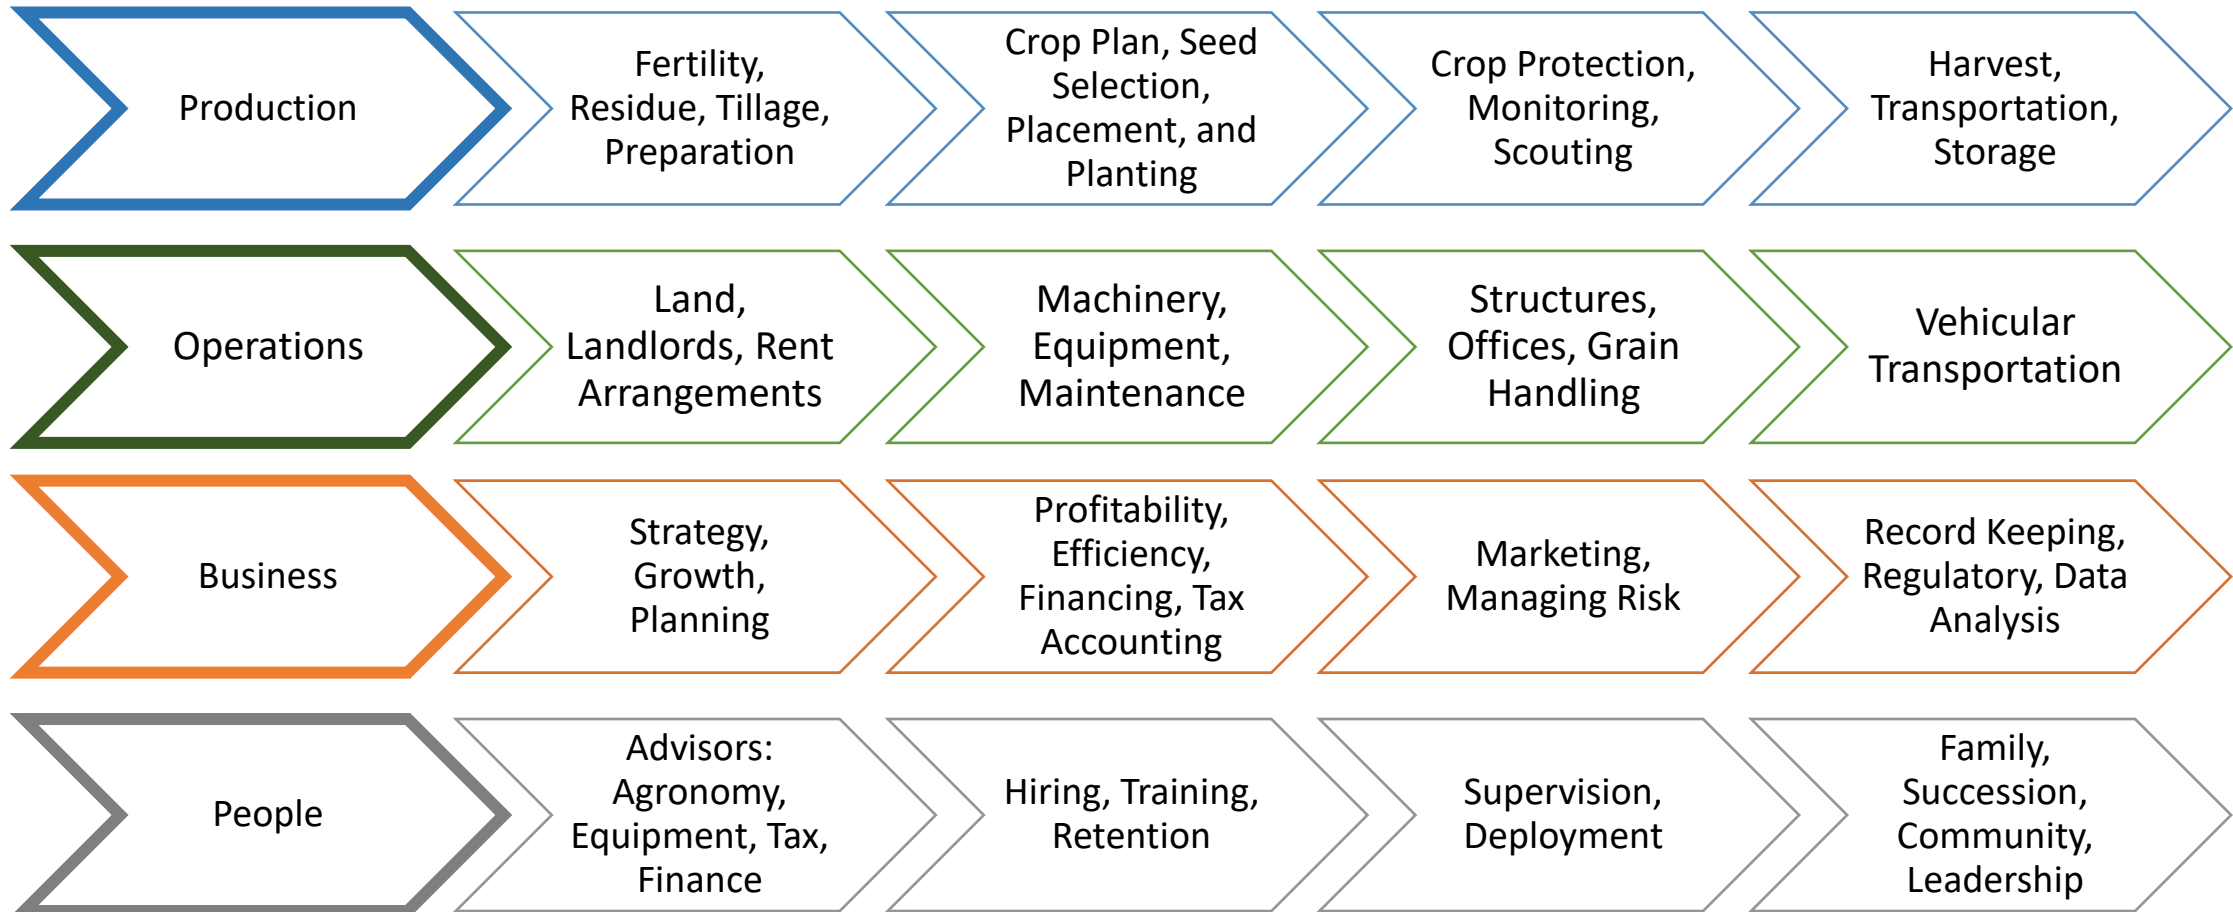 Production
Fertility,
Residue, Tillage,
Preparation
Crop Plan, Seed
Selection,
Placement, and
Planting
Crop Protection,
Monitoring,
Scouting
Harvest,
Transportation,
Storage
Operations
Land,
Landlords, Rent
Arrangements
Machinery,
Equipment,
Maintenance
Structures,
Offices, Grain
Handling
Vehicular
Transportation
Business
Strategy,
Growth,
Planning
Profitability,
Efficiency,
Financing, Tax
Accounting
Marketing,
Managing Risk
Record Keeping,
Regulatory, Data
Analysis
People
Advisors:
Agronomy,
Equipment, Tax,
Finance
Hiring, Training,
Retention
Supervision,
Deployment
Family,
Succession,
Community,
Leadership